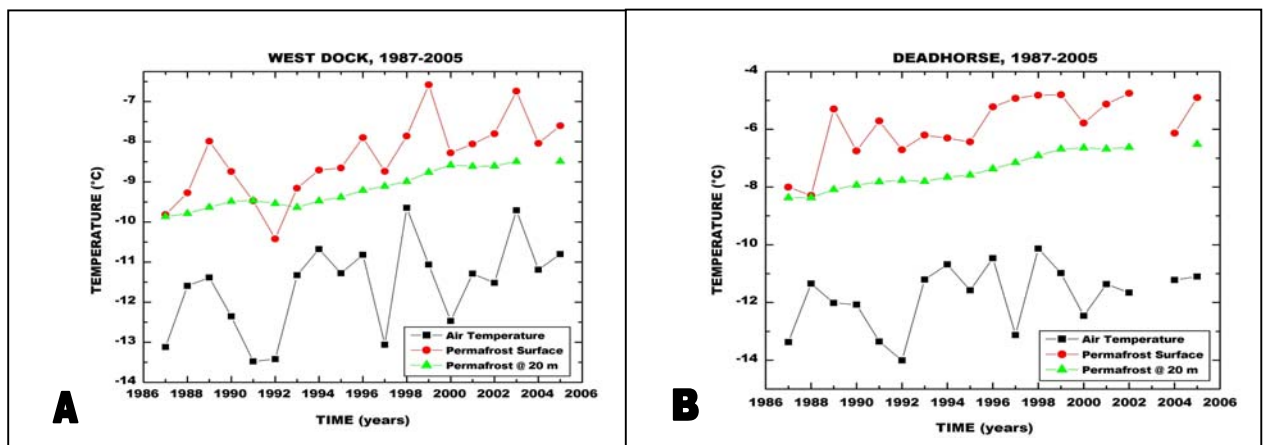 WEST DOCK, 1987-2005
-7
-8
-9
-10
-11
-12
-13
-14
TEMPERATURE (°C)
Air Temperature
Permafrost Surface
Permafrost @ 20 m
1986 1988 1990 1992 1994 1996 1998 2000 2002 2004 2006
TIME (years)
A
DEADHORSE, 1987-2005
-4
-6
-8
-10
-12
-14
TEMPERATURE (°C)
Air Temperature
Permafrost Surface
Permafrost @ 20 m
1986 1988 1990 1992 1994 1996 1998 2000 2002 2004 2006
TIME (years)
B